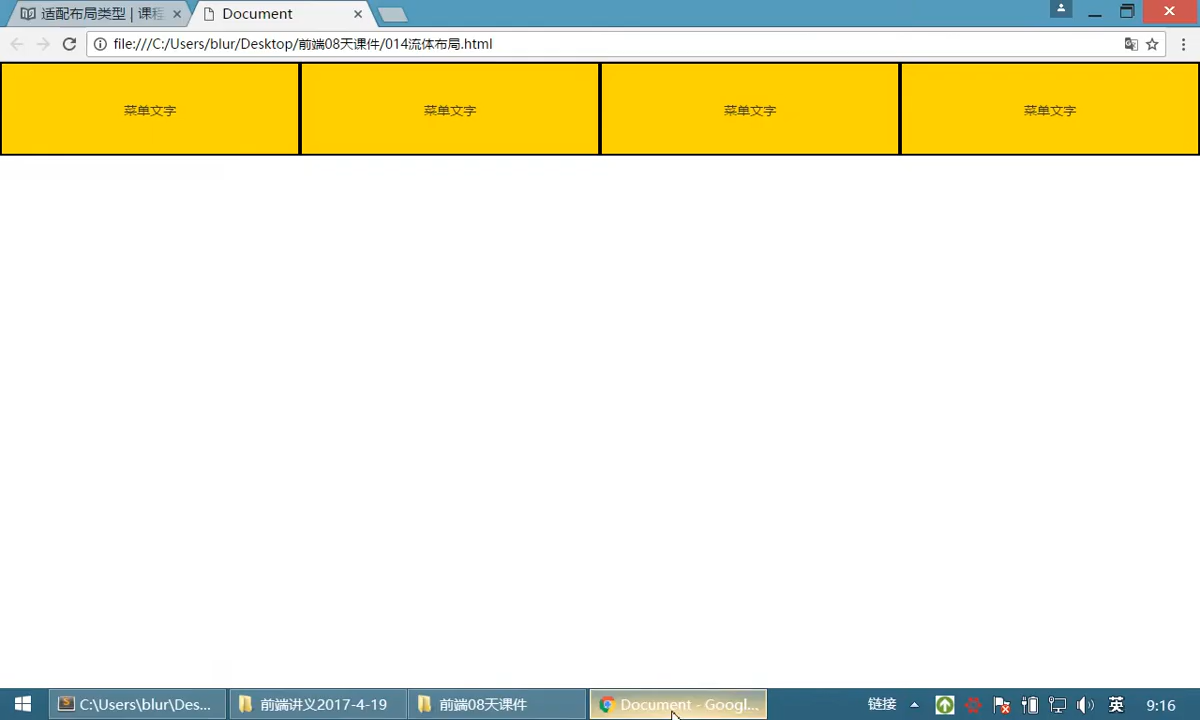 适配布局类型 | 课程
Document
file:///C:/Users/blur/Desktop/前端08天课件/014流体布局.html
菜单文字 菜单文字 菜单文字 菜单文字
C:\Users\blur\Des... 前端讲义2017-4-19 前端08天课件 Document - Googl... 链接 英 9:16